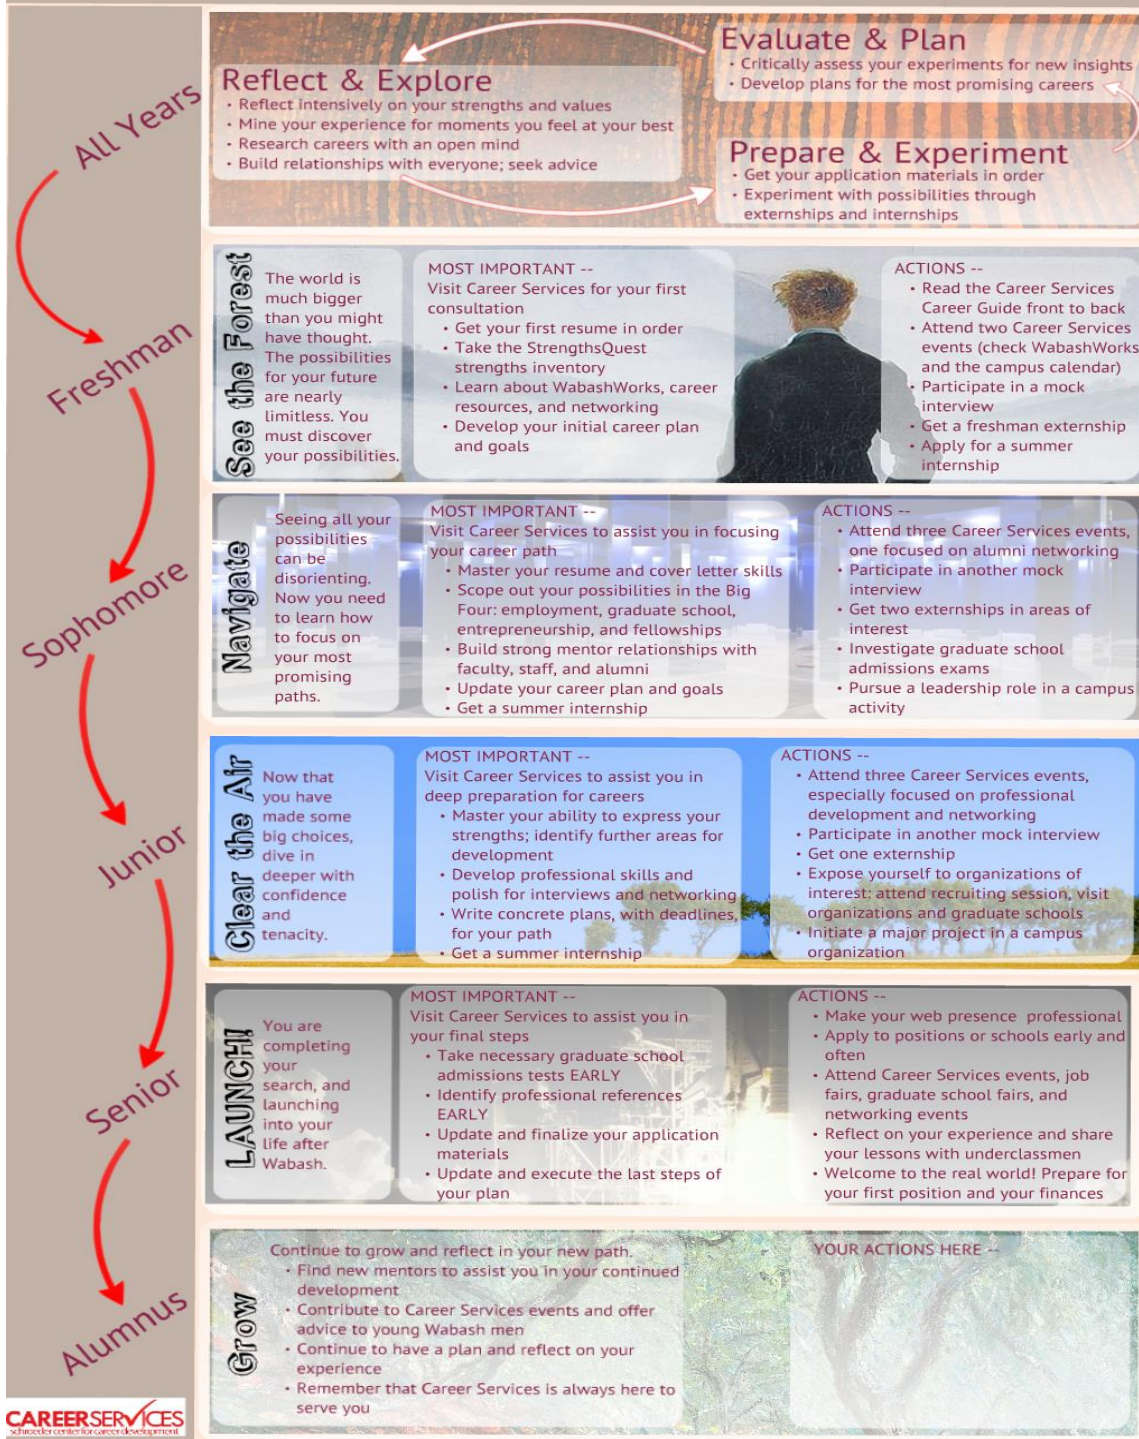 All Years
Reflect & Explore
• Reflect intensively on your strengths and values
• Mine your experience for moments you feel at your best
• Research careers with an open mind
• Build relationships with everyone; seek advice
Evaluate & Plan
• Critically assess your experiments for new insights
• Develop plans for the most promising careers
Prepare & Experiment
• Get your application materials in order
• Experiment with possibilities through
externships and internships
Freshman
See the Forest
The world is
much bigger
than you might
have thought.
The possibilities
for your future
are nearly
limitless. You
must discover
your possibilities.
MOST IMPORTANT --
Visit Career Services for your first
consultation
• Get your first resume in order
• Take the StrengthsQuest
strengths inventory
• Learn about WabashWorks, career
resources, and networking
• Develop your initial career plan
and goals
ACTIONS --
• Read the Career Services
Career Guide front to back
• Attend two Career Services
events (check WabashWorks
and the campus calendar)
• Participate in a mock
interview
• Get a freshman externship
• Apply for a summer
internship
Sophomore
Navigate
Seeing all your
possibilities
can be
disorienting.
Now you need
to learn how
to focus on
your most
promising
paths.
MOST IMPORTANT --
Visit Career Services to assist you in focusing
your career path
• Master your resume and cover letter skills
• Scope out your possibilities in the Big
Four: employment, graduate school,
entrepreneurship, and fellowships
• Build strong mentor relationships with
faculty, staff, and alumni
• Update your career plan and goals
• Get a summer internship
ACTIONS --
• Attend three Career Services events,
one focused on alumni networking
• Participate in another mock
interview
• Get two externships in areas of
interest
• Investigate graduate school
admissions exams
• Pursue a leadership role in a campus
activity
Junior
Clear the Air
Now that
you have
made some
big choices,
dive in
deeper with
confidence
and
tenacity.
MOST IMPORTANT --
Visit Career Services to assist you in
deep preparation for careers
• Master your ability to express your
strengths; identify further areas for
development
• Develop professional skills and
polish for interviews and networking
• Write concrete plans, with deadlines,
for your path
• Get a summer internship
ACTIONS --
• Attend three Career Services events,
especially focused on professional
development and networking
• Participate in another mock interview
• Get one externship
• Expose yourself to organizations of
interest: attend recruiting session, visit
organizations and graduate schools
• Initiate a major project in a campus
organization
Senior
LAUNCH!
You are
completing
your
search, and
launching
into your
life after
Wabash.
MOST IMPORTANT --
Visit Career Services to assist you in
your final steps
• Take necessary graduate school
admissions tests EARLY
• Identify professional references
EARLY
• Update and finalize your application
materials
• Update and execute the last steps of
your plan
ACTIONS --
• Make your web presence professional
• Apply to positions or schools early and
often
• Attend Career Services events, job
fairs, graduate school fairs, and
networking events
• Reflect on your experience and share
your lessons with underclassmen
• Welcome to the real world! Prepare for
your first position and your finances
Alumnus
Grow
Continue to grow and reflect in your new path.
• Find new mentors to assist you in your continued
development
• Contribute to Career Services events and offer
advice to young Wabash men
• Continue to have a plan and reflect on your
experience
• Remember that Career Services is always here to
serve you
YOUR ACTIONS HERE --
CAREERSERVICES
schroeder center for career development